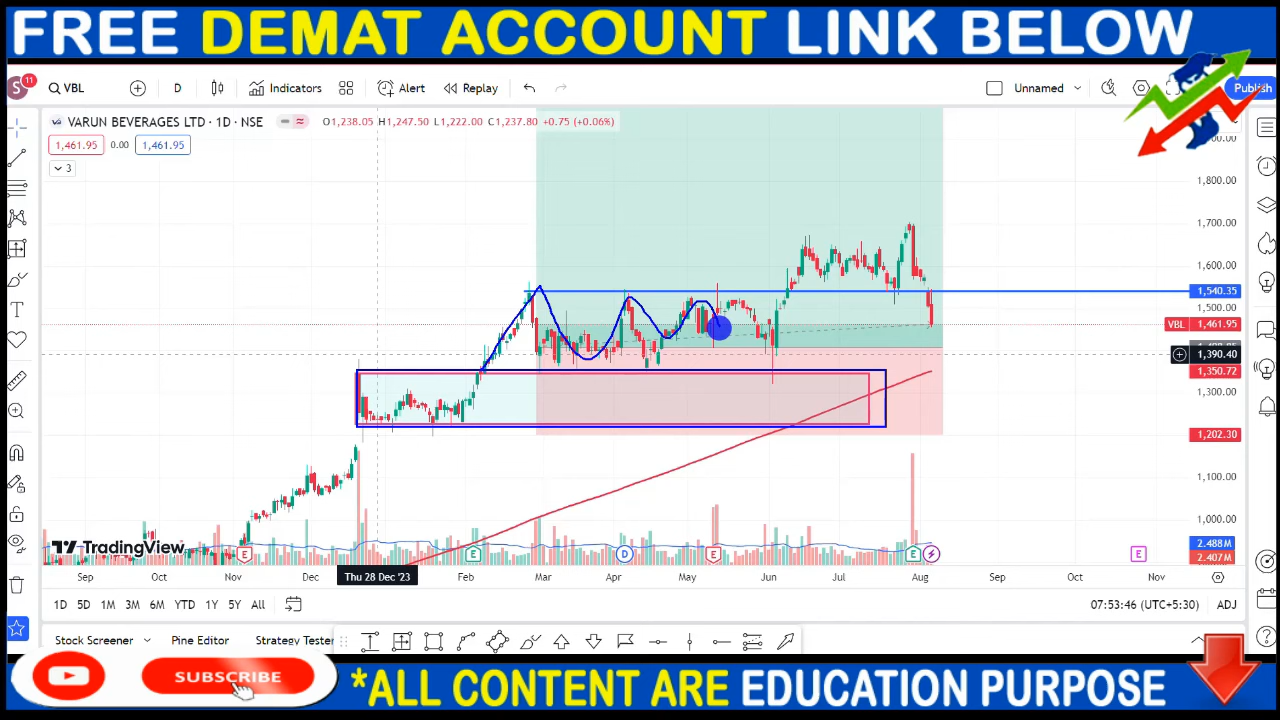 FREE DEMAT ACCOUNT LINK BELOW
S 11 VBL D Indicators Alert Replay Unnamed Publish
VARUN BEVERAGES LTD · 1D · NSE O1,238.05 H1,247.50 L1,222.00 C1,237.80 +0.75 (+0.06%)
1,461.95 0.00 1,461.95
3
1,800.00
1,700.00
1,600.00
1,540.35
VBL 1,461.95
1,390.40
1,350.72
1,300.00
1,202.30
1,100.00
1,000.00
TradingView
2.488M
2.407M
E E D E E E
Sep Oct Nov Dec Thu 28 Dec '23 Feb Mar Apr May Jun Jul Aug Sep Oct Nov
1D 5D 1M 3M 6M YTD 1Y 5Y All 07:53:46 (UTC+5:30) ADJ
Stock Screener Pine Editor Strategy Tester
SUBSCRIBE
*ALL CONTENT ARE EDUCATION PURPOSE